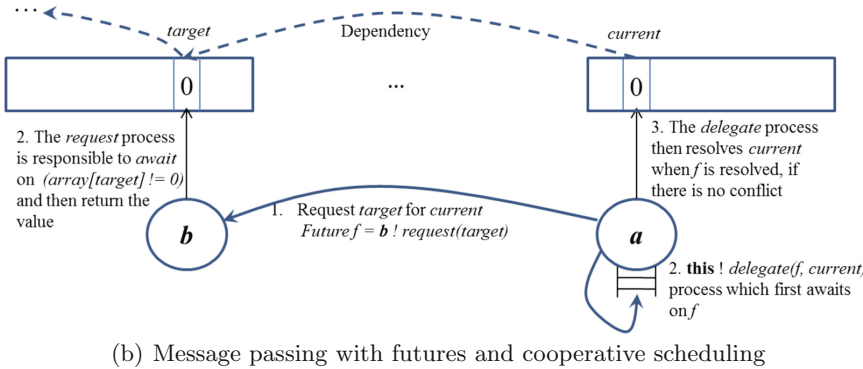 ...
target
Dependency
current
0
...
0
2. The request process
is responsible to await
on (array[target] != 0)
and then return the
value
3. The delegate process
then resolves current
when f is resolved, if
there is no conflict
1. Request target for current
Future f = b ! request(target)
b
a
2. this ! delegate(f, current,
process which first awaits
on f
(b) Message passing with futures and cooperative scheduling